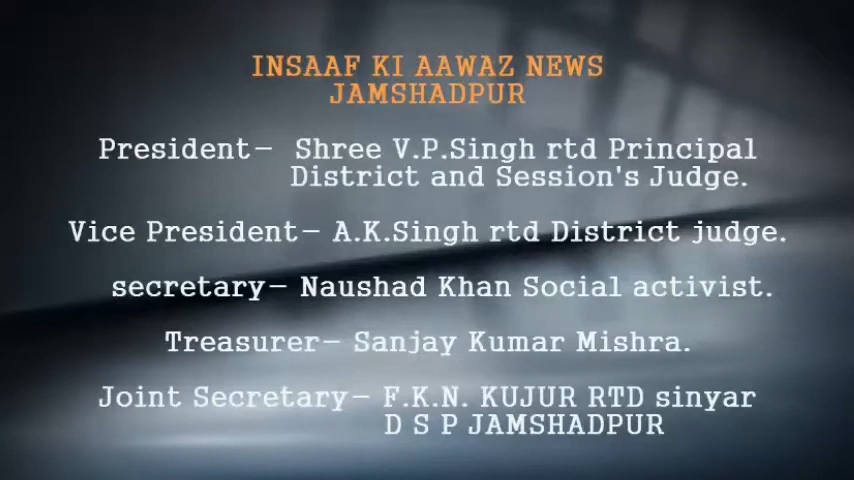 INSAAF KI AAWAZ NEWS
JAMSHADPUR
President- Shree V.P.Singh rtd Principal
District and Session's Judge.
Vice President- A.K.Singh rtd District judge.
secretary- Naushad Khan Social activist.
Treasurer- Sanjay Kumar Mishra.
Joint Secretary- F.K.N. KUJUR RTD sinyar
D S P JAMSHADPUR